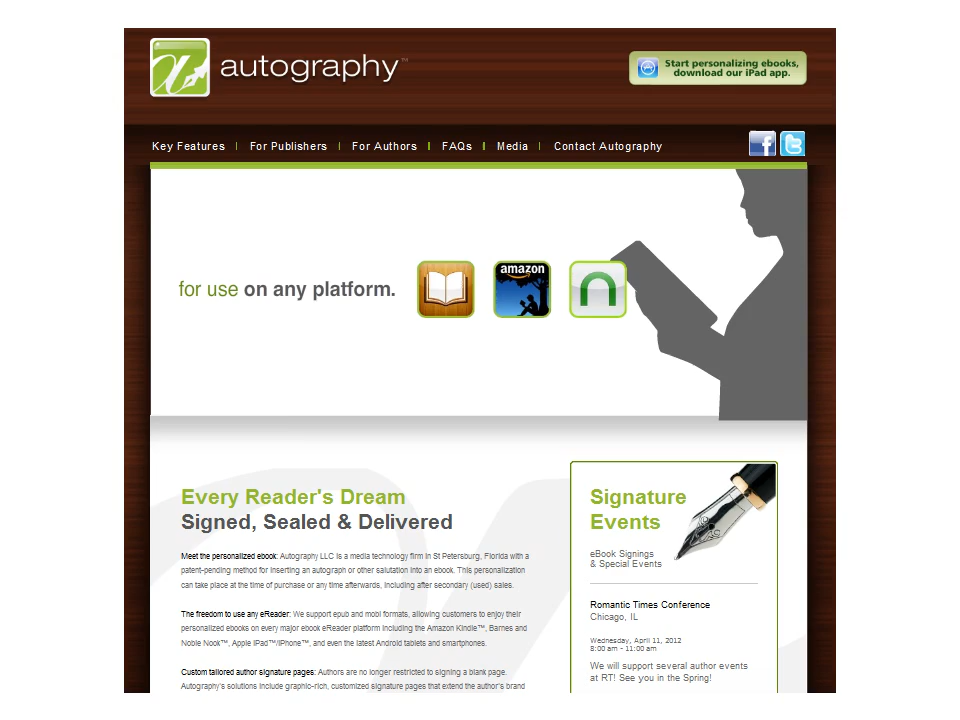 autography™
Start personalizing ebooks,
download our iPad app.
Key Features | For Publishers | For Authors | FAQs | Media | Contact Autography
for use on any platform.
amazon
Every Reader's Dream
Signed, Sealed & Delivered
Meet the personalized ebook: Autography LLC is a media technology firm in St Petersburg, Florida with a
patent-pending method for inserting an autograph or other salutation into an ebook. This personalization
can take place at the time of purchase or any time afterwards, including after secondary (used) sales.
The freedom to use any eReader: We support epub and mobi formats, allowing customers to enjoy their
personalized ebooks on every major ebook eReader platform including the Amazon Kindle™, Barnes and
Noble Nook™, Apple iPad™/iPhone™, and even the latest Android tablets and smartphones.
Custom tailored author signature pages: Authors are no longer restricted to signing a blank page.
Autography's solutions include graphic-rich, customized signature pages that extend the author's brand
Signature
Events
eBook Signings
& Special Events
Romantic Times Conference
Chicago, IL
Wednesday, April 11, 2012
8:00 am - 11:00 am
We will support several author events
at RT! See you in the Spring!